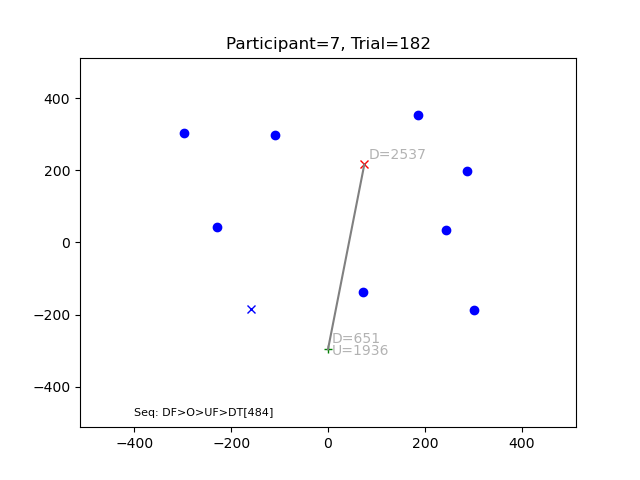 Participant=7, Trial=182
400
200
0
−200
−400
D=2537
D=651
U=1936
Seq: DF>O>UF>DT[484]
−400 −200 0 200 400